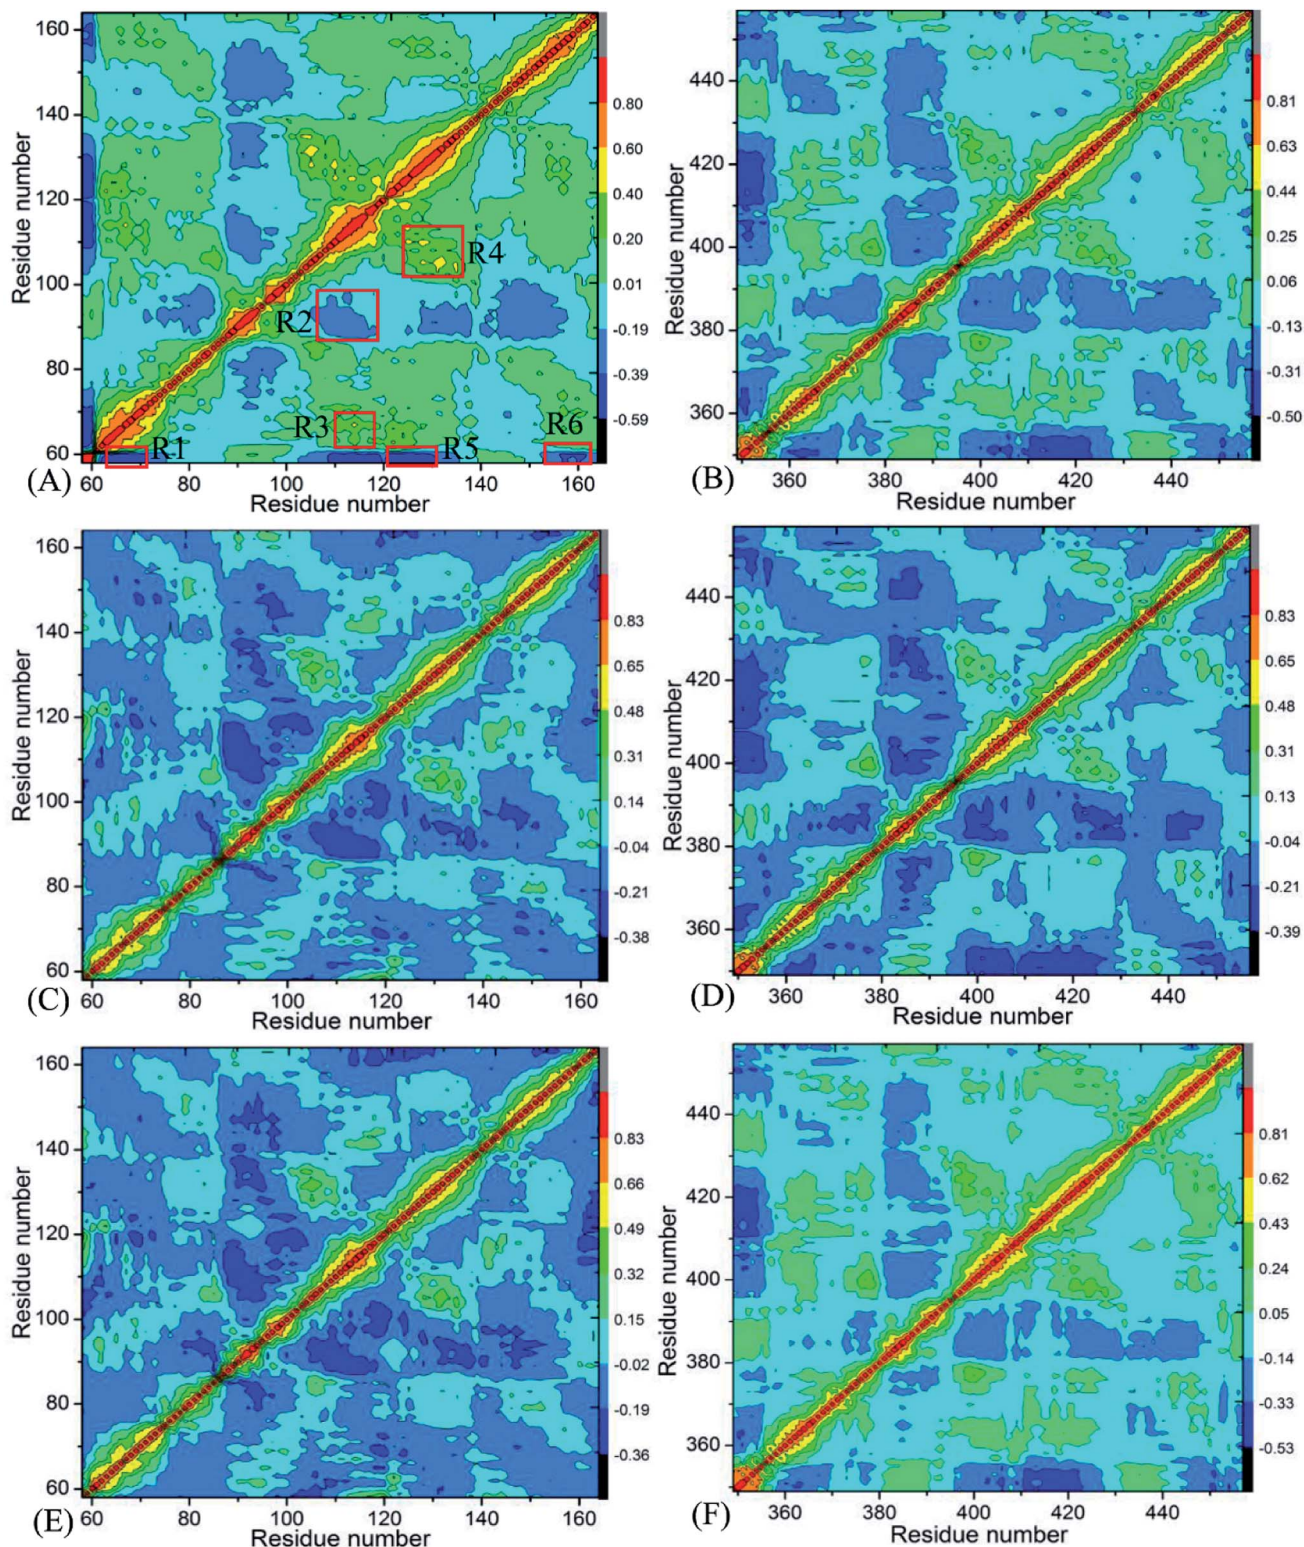 160
140
120
100
80
60
Residue number
R1
R2
R3
R4
R5
R6
0.80
0.60
0.40
0.20
0.01
-0.19
-0.39
-0.59
60 80 100 120 140 160
Residue number
(A)
440
420
400
380
360
Residue number
0.81
0.63
0.44
0.25
0.06
-0.13
-0.31
-0.50
360 380 400 420 440
Residue number
(B)
160
140
120
100
80
60
Residue number
0.83
0.65
0.48
0.31
0.14
-0.04
-0.21
-0.38
60 80 100 120 140 160
Residue number
(C)
440
420
400
380
360
Residue number
0.83
0.65
0.48
0.31
0.13
-0.04
-0.21
-0.39
360 380 400 420 440
Residue number
(D)
160
140
120
100
80
60
Residue number
0.83
0.66
0.49
0.32
0.15
-0.02
-0.19
-0.36
60 80 100 120 140 160
Residue number
(E)
440
420
400
380
360
Residue number
0.81
0.62
0.43
0.24
0.05
-0.14
-0.33
-0.53
360 380 400 420 440
Residue number
(F)